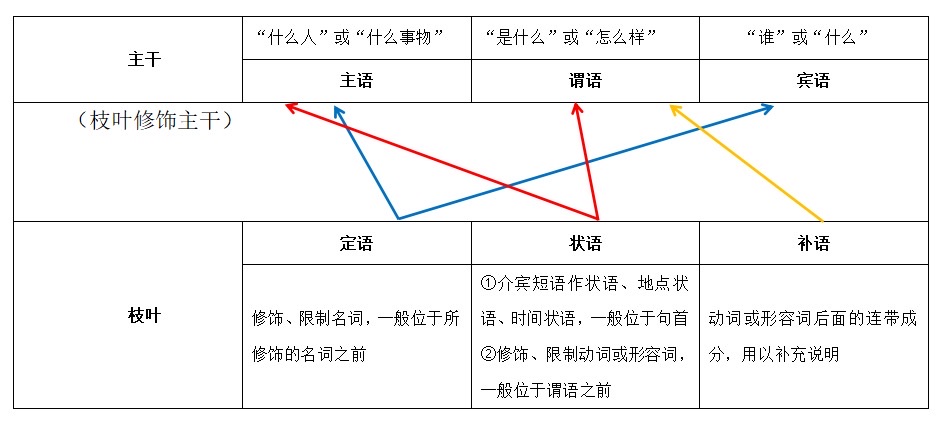 主干
“什么人”或“什么事物”
“是什么”或“怎么样”
“谁”或“什么”
主语
谓语
宾语
（枝叶修饰主干）
枝叶
定语
状语
补语
修饰、限制名词，一般位于所
修饰的名词之前
①介宾短语作状语、地点状
语、时间状语，一般位于句首
②修饰、限制动词或形容词，
一般位于谓语之前
动词或形容词后面的连带成
分，用以补充说明